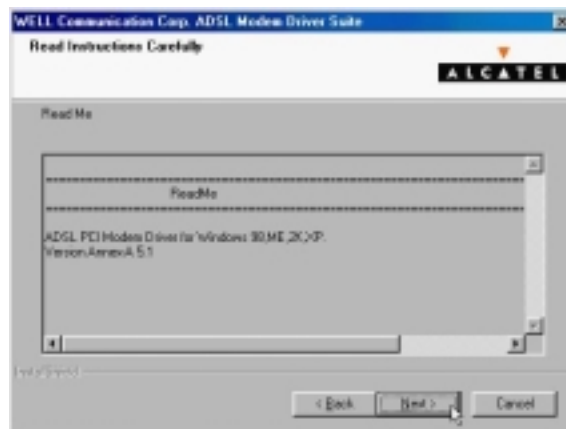 WELL Communication Corp. ADSL Modem Driver Suite
Read Instructions Carefully
ALCATEL
Read Me
ReadMe
ADSL PCI Modem Driver for Windows 98,ME,2K,XP.
Version AnnexA 5.1
InstallShield
< Back
Next >
Cancel